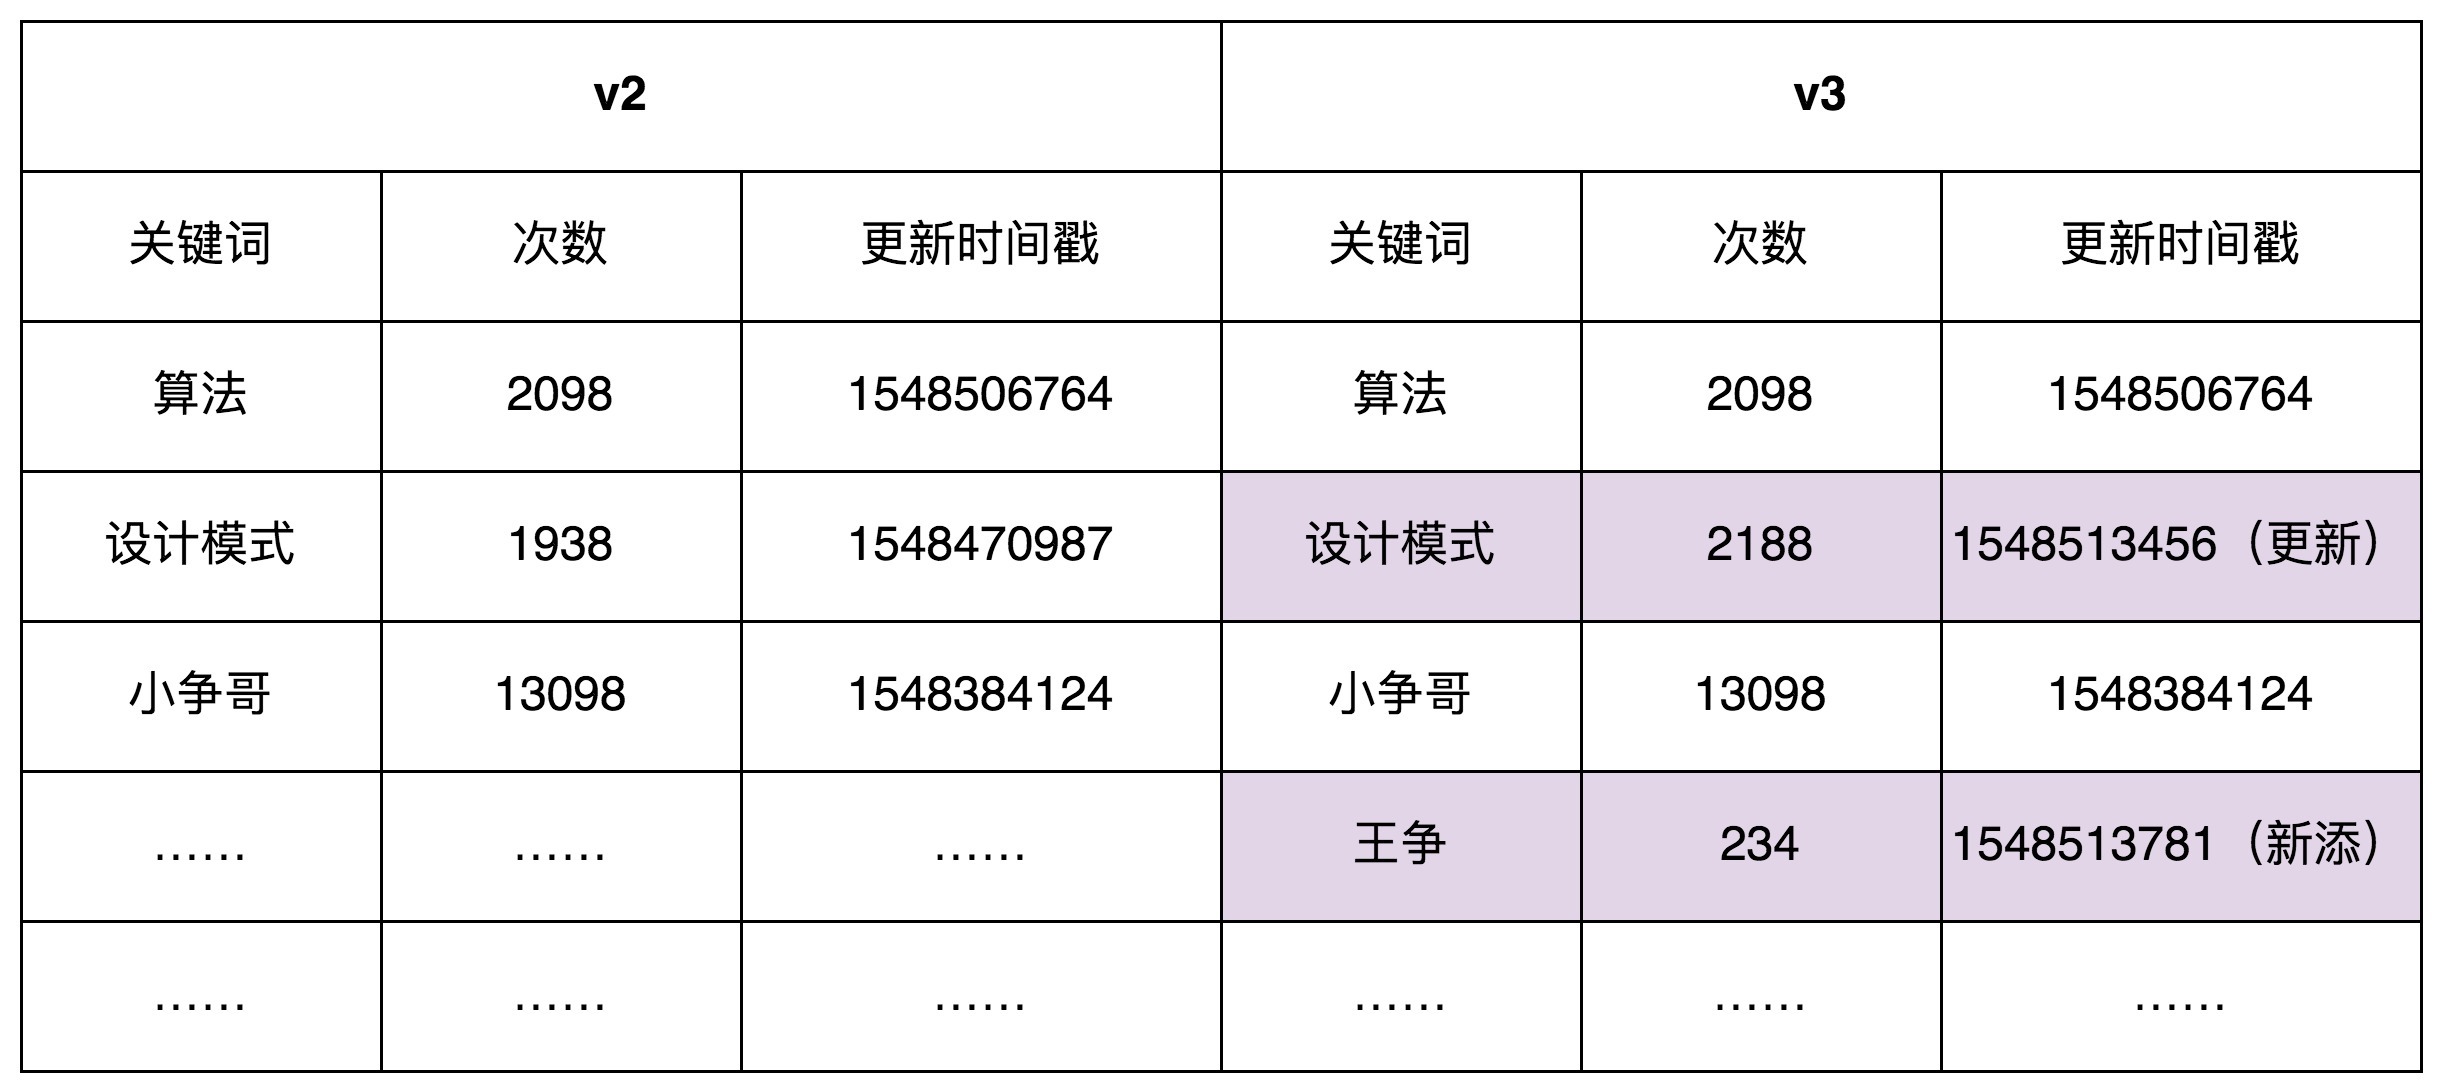 v2 v3
关键词 次数 更新时间戳 关键词 次数 更新时间戳
算法 2098 1548506764 算法 2098 1548506764
设计模式 1938 1548470987 设计模式 2188 1548513456（更新）
小争哥 13098 1548384124 小争哥 13098 1548384124
…… …… …… 王争 234 1548513781（新添）
…… …… …… …… …… ……